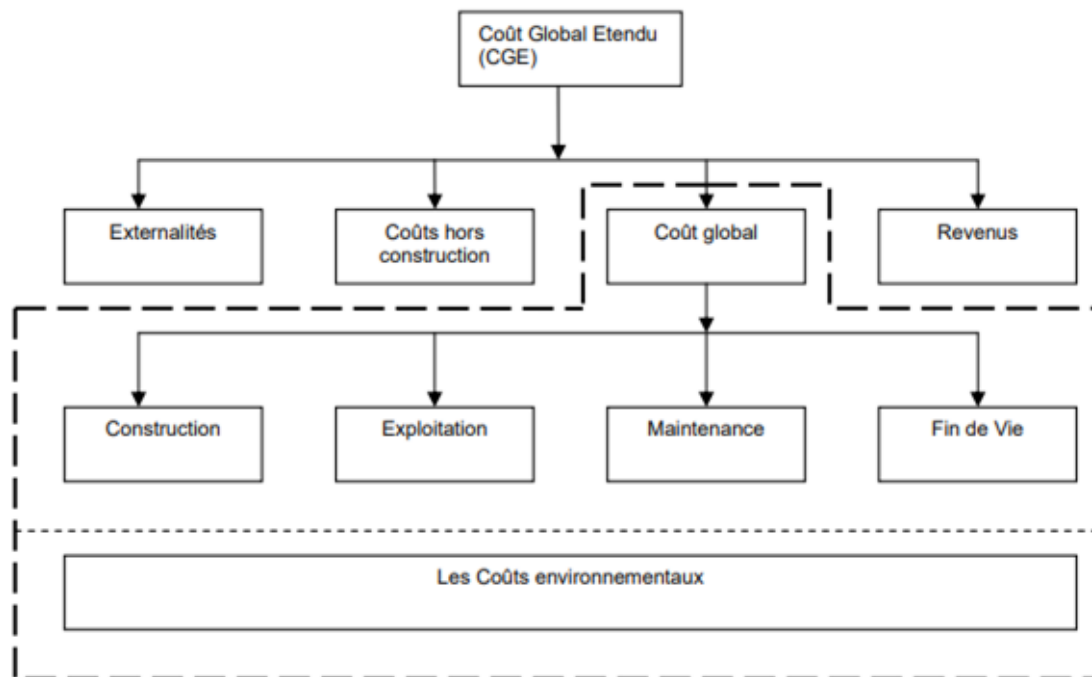 Coût Global Etendu
(CGE)
Externalités
Coûts hors
construction
Coût global
Revenus
Construction
Exploitation
Maintenance
Fin de Vie
Les Coûts environnementaux